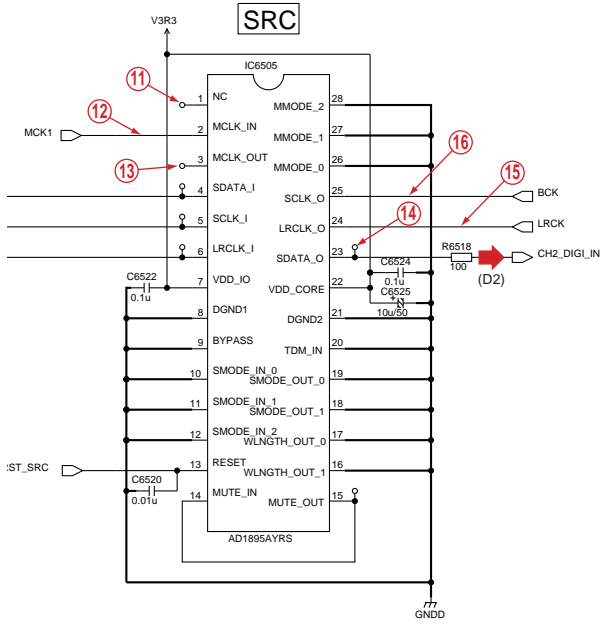 SRC
V3R3
IC6505
11
1 NC MMODE_2 28
12
MCK1 2 MCLK_IN MMODE_1 27
13
3 MCLK_OUT MMODE_0 26
16
15
4 SDATA_I SCLK_O 25 BCK
14
5 SCLK_I LRCLK_O 24 LRCK
6 LRCLK_I SDATA_O 23 R6518 100 CH2_DIGI_IN
(D2)
C6522 0.1u
C6524 0.1u
7 VDD_IO VDD_CORE 22
C6525 + 10u/50
8 DGND1 DGND2 21
9 BYPASS TDM_IN 20
10 SMODE_IN_0 SMODE_OUT_0 19
11 SMODE_IN_1 SMODE_OUT_1 18
12 SMODE_IN_2 WLNGTH_OUT_0 17
ST_SRC 13 RESET WLNGTH_OUT_1 16
C6520 0.01u
14 MUTE_IN MUTE_OUT 15
AD1895AYRS
GNDD